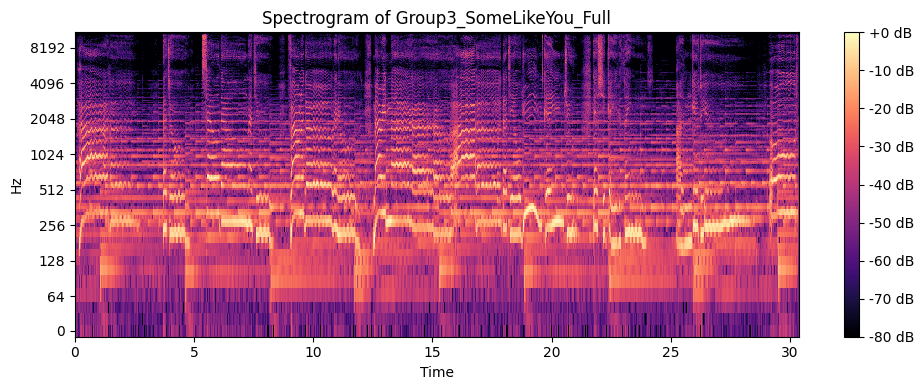 Spectrogram of Group3_SomeLikeYou_Full
8192
4096
2048
1024
512
256
128
64
0
Hz
0 5 10 15 20 25 30
Time
+0 dB
-10 dB
-20 dB
-30 dB
-40 dB
-50 dB
-60 dB
-70 dB
-80 dB